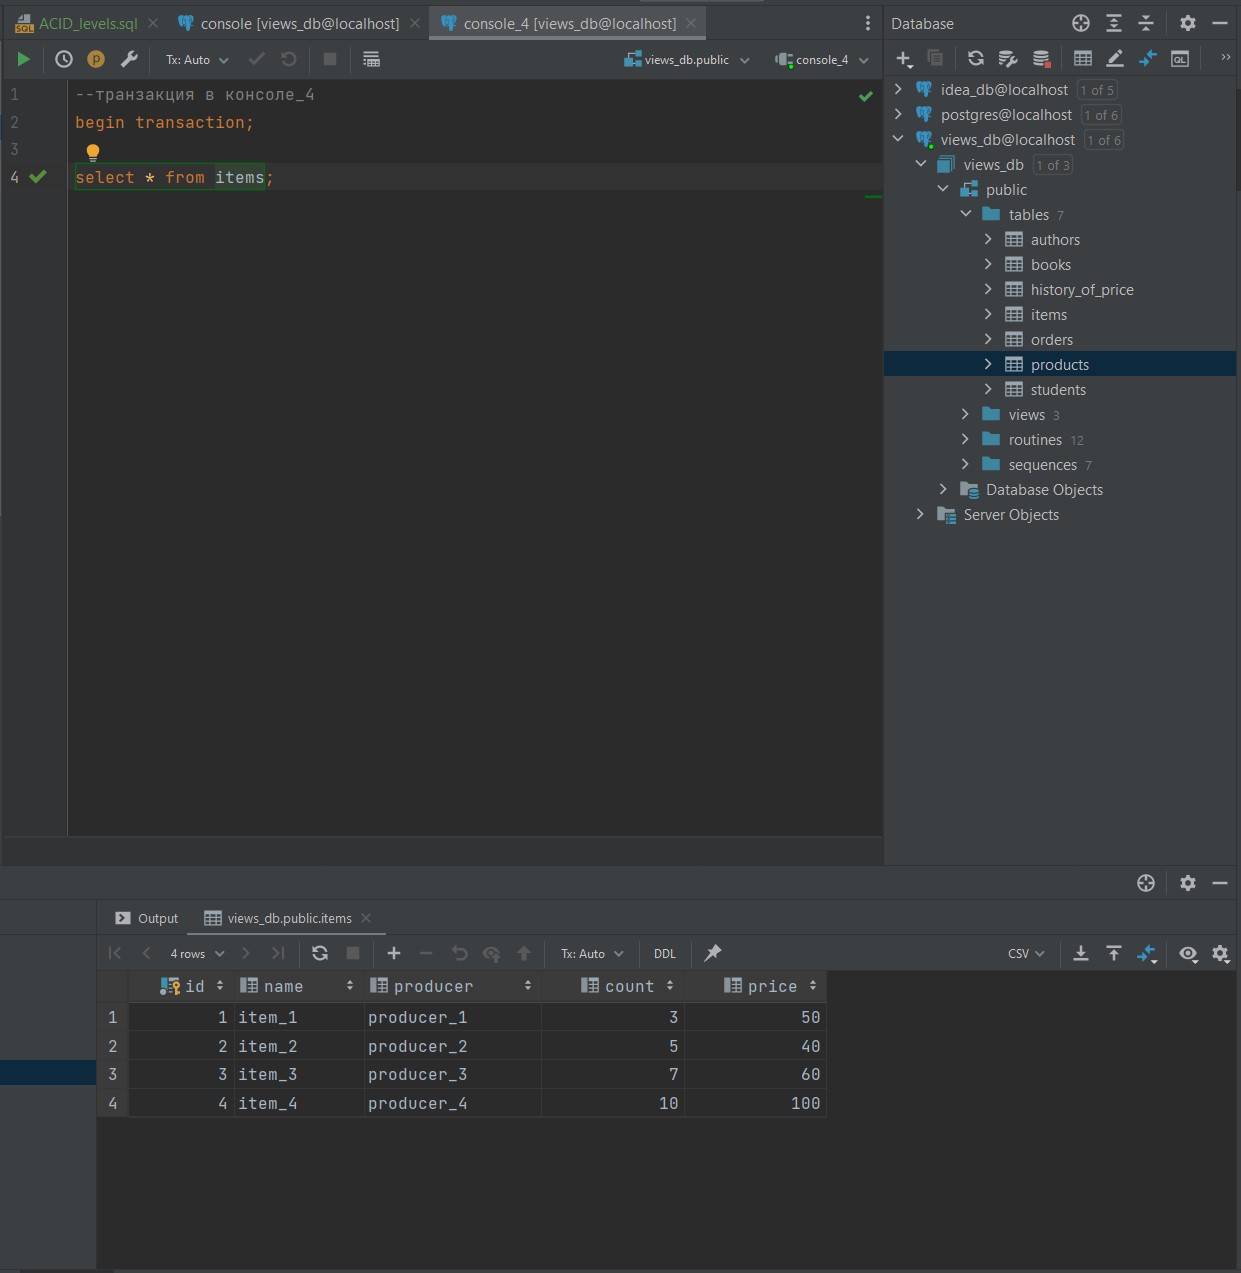 ACID_levels.sql
console [views_db@localhost]
console_4 [views_db@localhost]
Database
Tx: Auto
views_db.public
console_4
1 --транзакция в консоле_4
2 begin transaction;
3
4 select * from items;
idea_db@localhost 1 of 5
postgres@localhost 1 of 6
views_db@localhost 1 of 6
views_db 1 of 3
public
tables 7
authors
books
history_of_price
items
orders
products
students
views 3
routines 12
sequences 7
Database Objects
Server Objects
Output
views_db.public.items
4 rows
Tx: Auto
DDL
CSV
id name producer count price
1 1 item_1 producer_1 3 50
2 2 item_2 producer_2 5 40
3 3 item_3 producer_3 7 60
4 4 item_4 producer_4 10 100